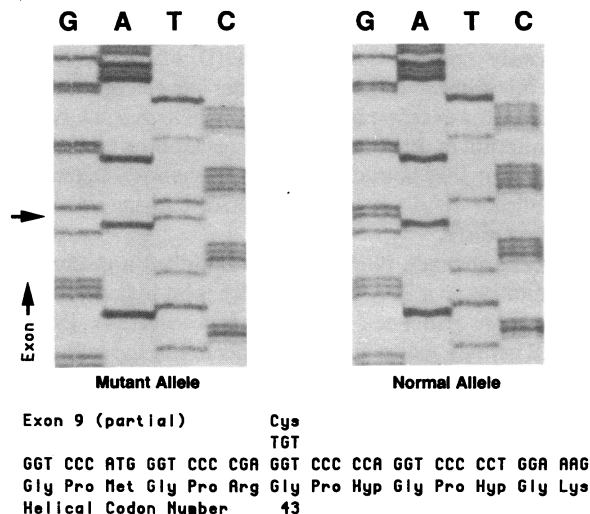 G A T C G A T C
Exon
Mutant Allele Normal Allele
Exon 9 (partial) Cys
TGT
GGT CCC ATG GGT CCC CGA GGT CCC CCA GGT CCC CCT GGA AAG
Gly Pro Met Gly Pro Arg Gly Pro Hyp Gly Pro Hyp Gly Lys
Helical Codon Number 43